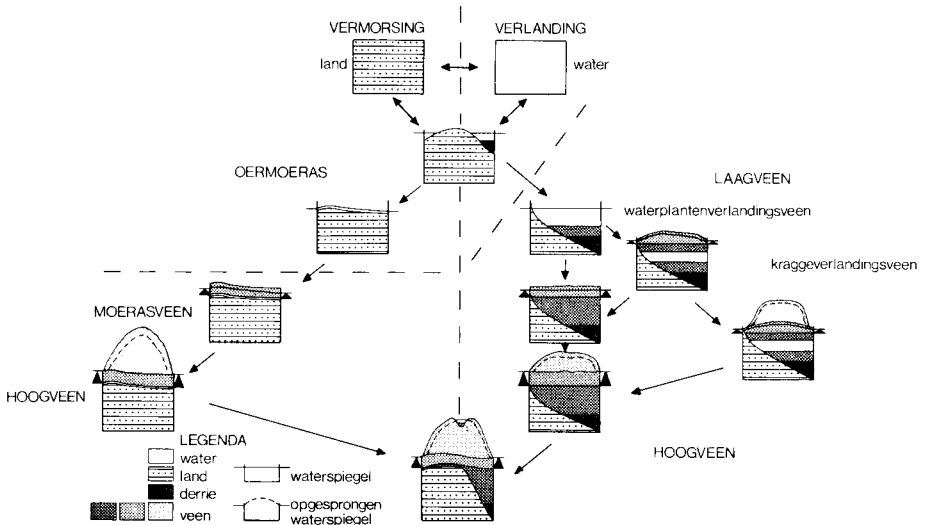 VERMORSING
VERLANDING
land
water
OERMOERAS
LAAGVEEN
waterplantenverlandingsveen
kraggeverlandingsveen
MOERASVEEN
HOOGVEEN
HOOGVEEN
LEGENDA
water
land
derrie
veen
waterspiegel
opgesprongen
waterspiegel